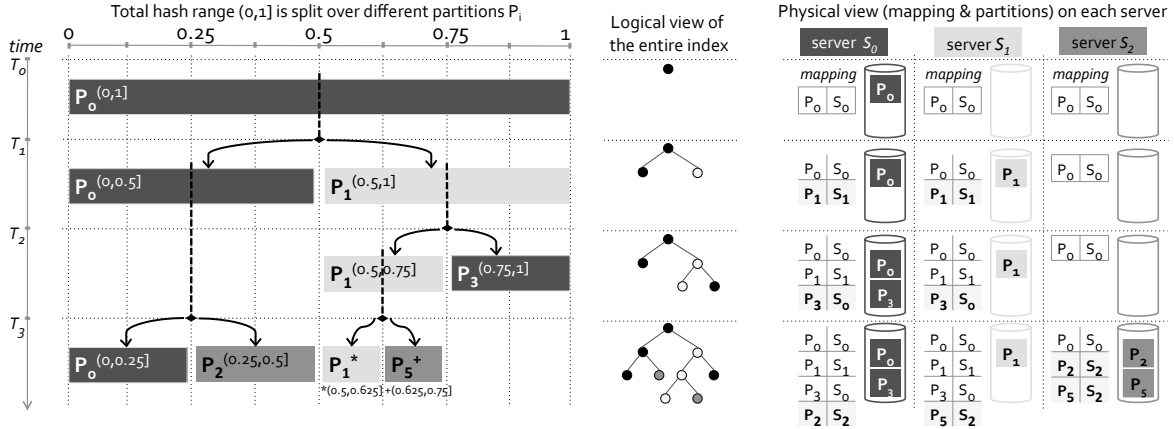 Total hash range (0,1] is split over different partitions Pi
0 0.25 0.5 0.75 1
time
T0
P0(0,1]
T1
P0(0,0.5]
P1(0.5,1]
T2
P1(0.5,0.75]
P3(0.75,1]
T3
P0(0,0.25]
P2(0.25,0.5]
P1*
P5+
*(0.5,0.625]
+(0.625,0.75]
Logical view of
the entire index
Physical view (mapping & partitions) on each server
server S0
server S1
server S2
mapping
P0 S0
P0
mapping
P0 S0
mapping
P0 S0
P0 S0
P1 S1
P0
P0 S0
P1 S1
P1
P0 S0
P0 S0
P1 S1
P3 S0
P0
P3
P0 S0
P1 S1
P3 S0
P1
P0 S0
P0 S0
P1 S1
P3 S0
P2 S2
P0
P3
P0 S0
P1 S1
P3 S0
P5 S2
P1
P0 S0
P2 S2
P5 S2
P2
P5